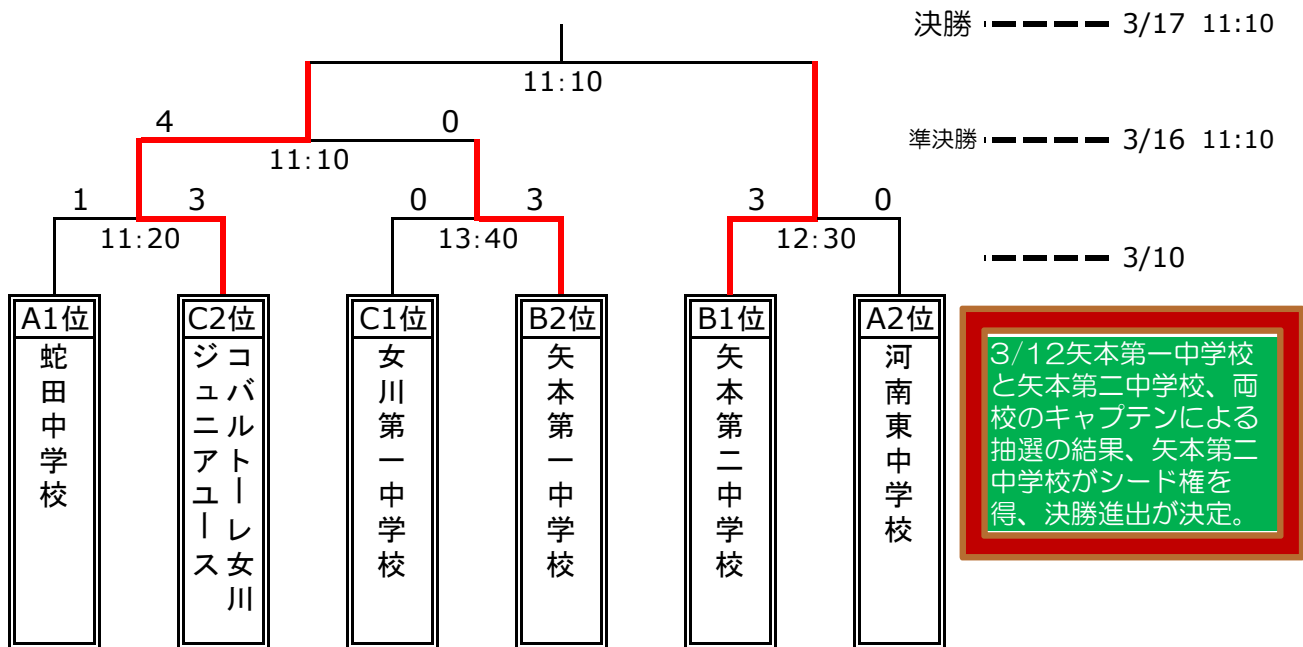 決勝 3/17 11:10
11:10
4 0
準決勝 3/16 11:10
11:10
1 3 0 3 3 0
11:20 13:40 12:30
3/10
A1位 C2位 C1位 B2位 B1位 A2位
蛇田中学校
コバルトーレ女川
ジュニアユース
女川第一中学校
矢本第一中学校
矢本第二中学校
河南東中学校
3/12矢本第一中学校
と矢本第二中学校、両
校のキャプテンによる
抽選の結果、矢本第二
中学校がシード権を
得、決勝進出が決定。